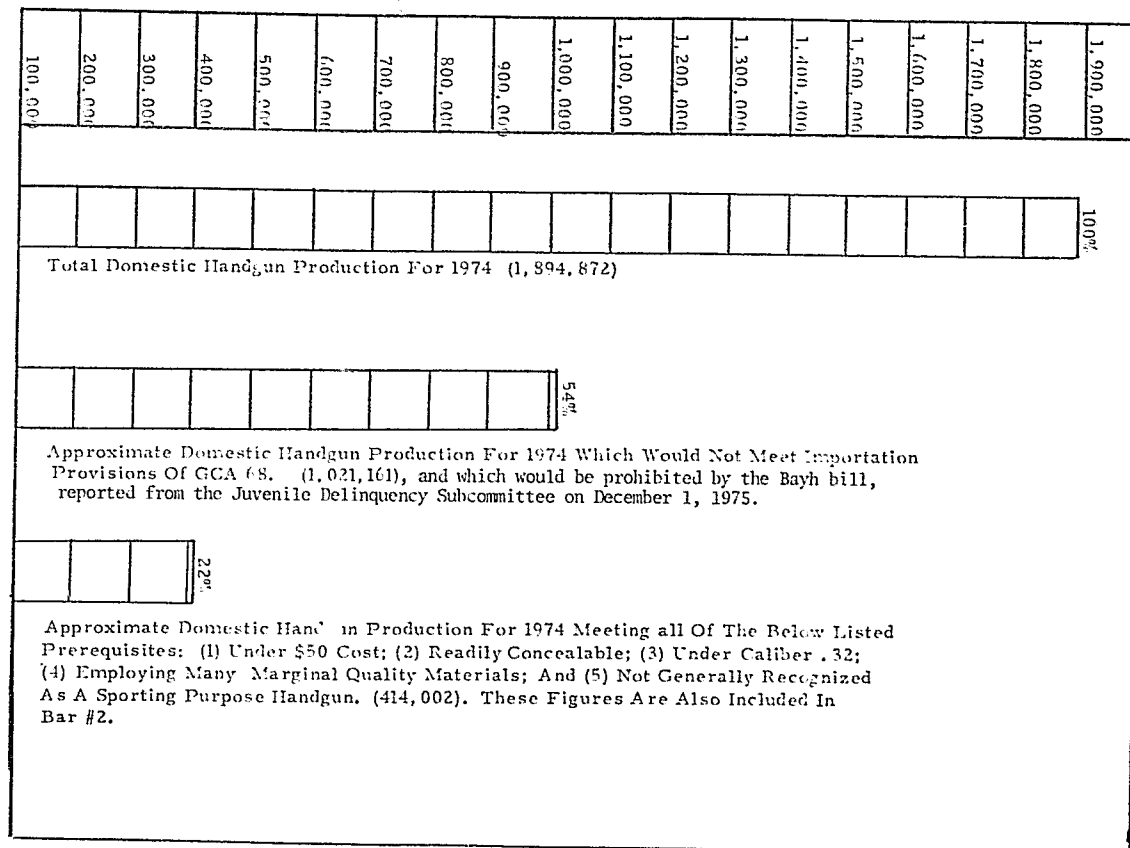 100,000 200,000 300,000 400,000 500,000 600,000 700,000 800,000 900,000 1,000,000 1,100,000 1,200,000 1,300,000 1,400,000 1,500,000 1,600,000 1,700,000 1,800,000 1,900,000
100%
Total Domestic Handgun Production For 1974 (1,894,872)
54%
Approximate Domestic Handgun Production For 1974 Which Would Not Meet Importation
Provisions Of GCA 68. (1,021,161), and which would be prohibited by the Bayh bill,
reported from the Juvenile Delinquency Subcommittee on December 1, 1975.
22%
Approximate Domestic Hand in Production For 1974 Meeting all Of The Below Listed
Prerequisites: (1) Under $50 Cost; (2) Readily Concealable; (3) Under Caliber .32;
(4) Employing Many Marginal Quality Materials; And (5) Not Generally Recognized
As A Sporting Purpose Handgun. (414,002). These Figures Are Also Included In
Bar #2.